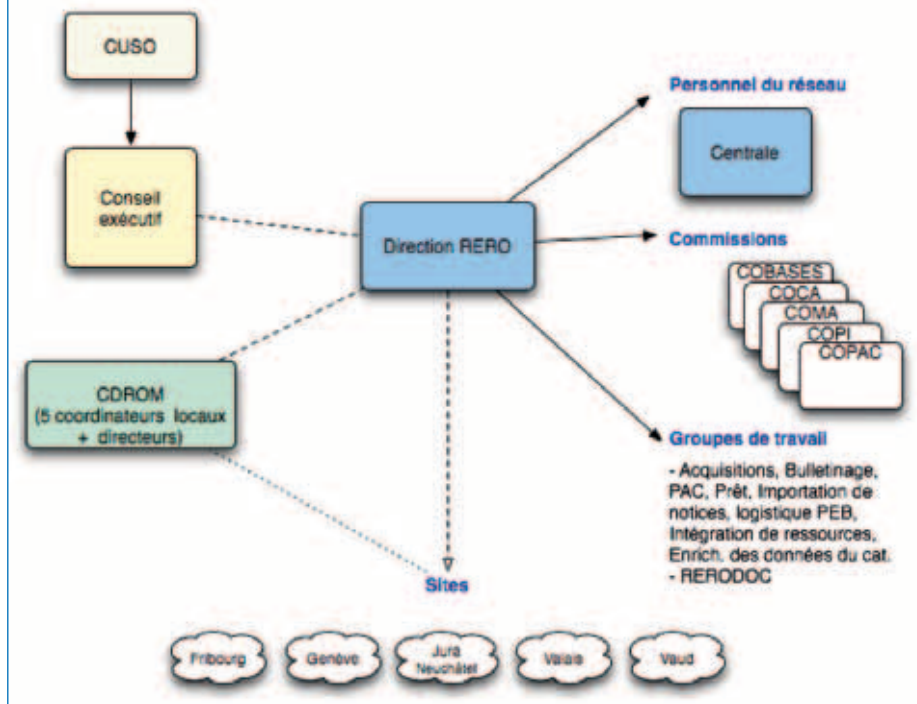 CUSO
Conseil
exécutif
Direction RERO
CDROM
(5 coordinateurs locaux
+ directeurs)
Personnel du réseau
Centrale
Commissions
COBASES
COCA
COMA
COPI
COPAC
Groupes de travail
- Acquisitions, Bulletinage,
PAC, Prêt, Importation de
notices, logistique PEB,
Intégration de ressources,
Enrich. des données du cat.
- RERODOC
Sites
Fribourg
Genève
Jura
Neuchâtel
Valais
Vaud